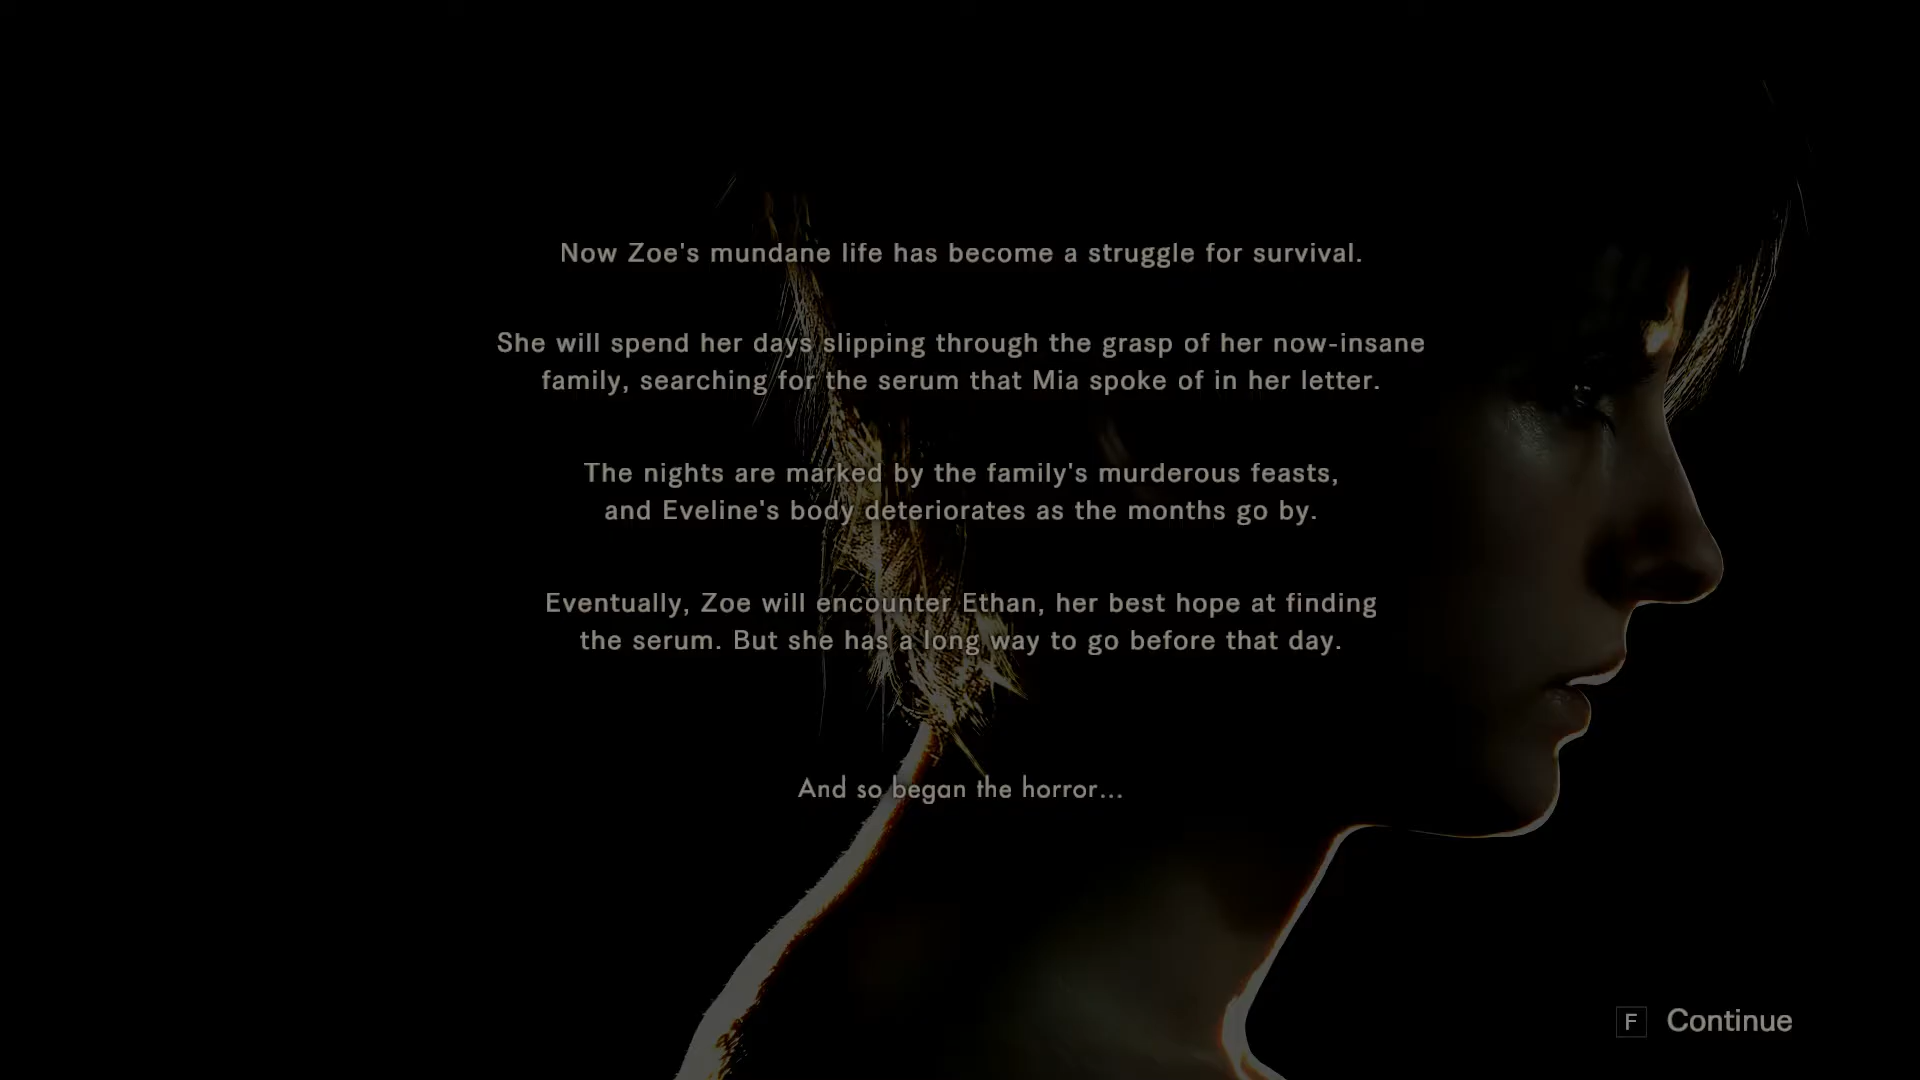 Now Zoe's mundane life has become a struggle for survival.
She will spend her days slipping through the grasp of her now-insane
family, searching for the serum that Mia spoke of in her letter.
The nights are marked by the family's murderous feasts,
and Eveline's body deteriorates as the months go by.
Eventually, Zoe will encounter Ethan, her best hope at finding
the serum. But she has a long way to go before that day.
And so began the horror...
F Continue